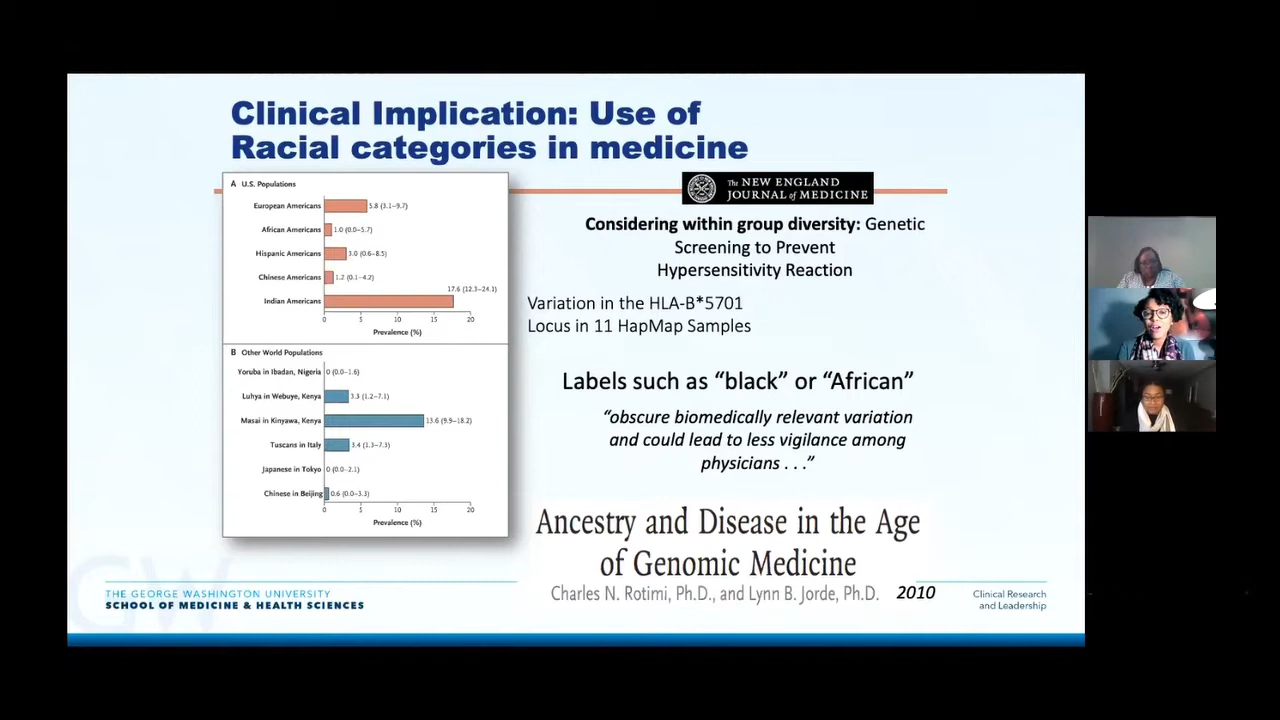 Clinical Implication: Use of
Racial categories in medicine
A U.S. Populations
European Americans 5.8 (3.1–9.7)
African Americans 1.0 (0.0–5.7)
Hispanic Americans 3.0 (0.6–8.5)
Chinese Americans 1.2 (0.1–4.2)
17.6 (12.3–24.1)
Indian Americans
0 5 10 15 20
Prevalence (%)
B Other World Populations
Yoruba in Ibadan, Nigeria 0 (0.0–1.6)
Luhya in Webuye, Kenya 3.3 (1.2–7.1)
Masai in Kinyawa, Kenya 13.6 (9.9–18.2)
Tuscans in Italy 3.4 (1.3–7.3)
Japanese in Tokyo 0 (0.0–2.1)
Chinese in Beijing 0.6 (0.0–3.3)
0 5 10 15 20
Prevalence (%)
The NEW ENGLAND
JOURNAL of MEDICINE
Considering within group diversity: Genetic
Screening to Prevent
Hypersensitivity Reaction
Variation in the HLA-B*5701
Locus in 11 HapMap Samples
Labels such as “black” or “African”
“obscure biomedically relevant variation
and could lead to less vigilance among
physicians . . .”
Ancestry and Disease in the Age
of Genomic Medicine
Charles N. Rotimi, Ph.D., and Lynn B. Jorde, Ph.D. 2010
GW
THE GEORGE WASHINGTON UNIVERSITY
SCHOOL OF MEDICINE & HEALTH SCIENCES
Clinical Research
and Leadership